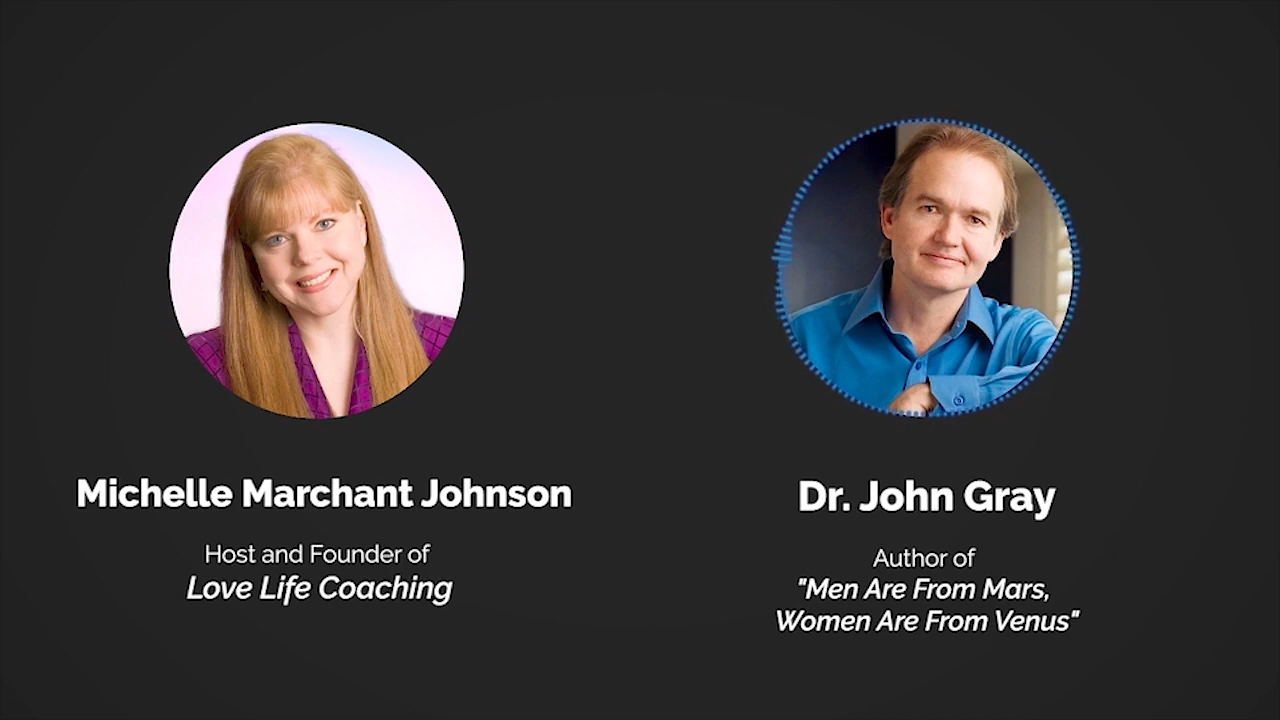 Michelle Marchant Johnson
Host and Founder of
Love Life Coaching
Dr. John Gray
Author of
"Men Are From Mars,
Women Are From Venus"